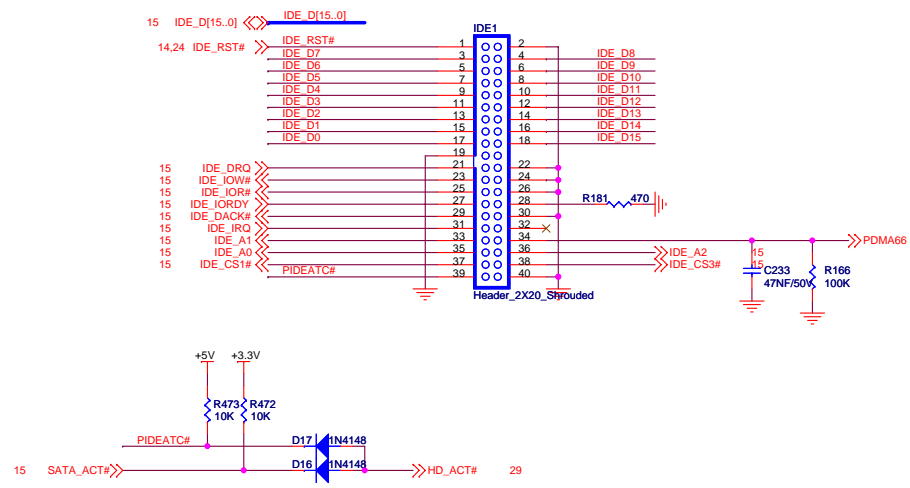 15 IDE_D[15..0] IDE_D[15..0]
IDE1
14,24 IDE_RST# IDE_RST# 1 2
IDE_D7 3 4 IDE_D8
IDE_D6 5 6 IDE_D9
IDE_D5 7 8 IDE_D10
IDE_D4 9 10 IDE_D11
IDE_D3 11 12 IDE_D12
IDE_D2 13 14 IDE_D13
IDE_D1 15 16 IDE_D14
IDE_D0 17 18 IDE_D15
19
15 IDE_DRQ 21 22
15 IDE_IOW# 23 24
15 IDE_IOR# 25 26
15 IDE_IORDY 27 28 R181 470
15 IDE_DACK# 29 30
15 IDE_IRQ 31 32
15 IDE_A1 33 34 PDMA66
15 IDE_A0 35 36 IDE_A2 15
15 IDE_CS1# 37 38 IDE_CS3# 15
PIDEATC# 39 40
C233 R166
47NF/50V 100K
Header_2X20_Shrouded
+5V +3.3V
R473 R472
10K 10K
PIDEATC# D17 1N4148
15 SATA_ACT# D16 1N4148 HD_ACT# 29